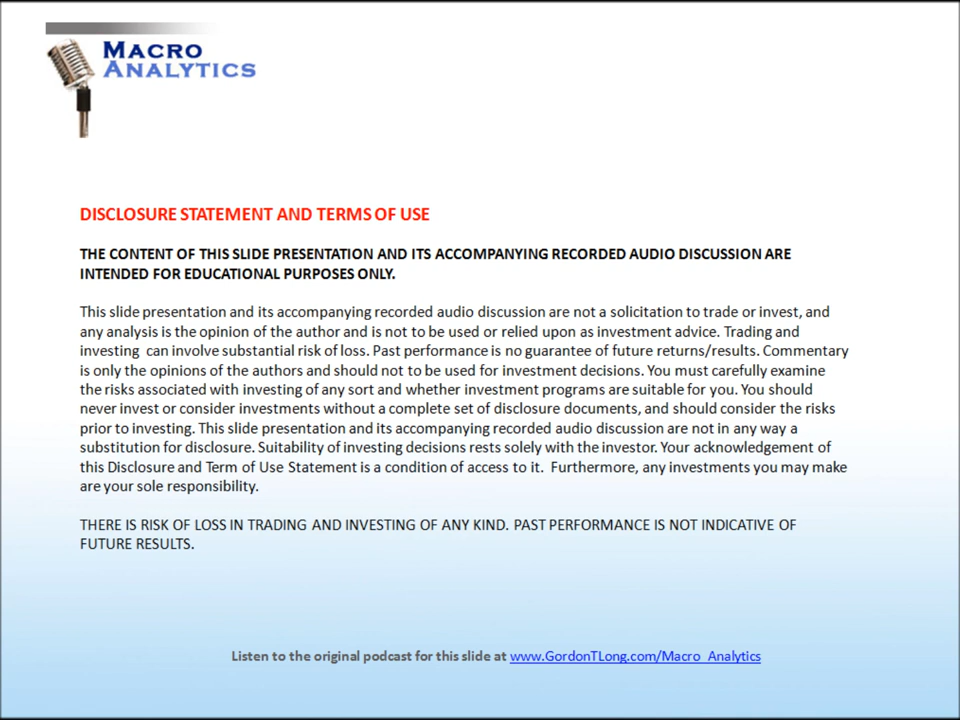 MACRO
ANALYTICS
DISCLOSURE STATEMENT AND TERMS OF USE
THE CONTENT OF THIS SLIDE PRESENTATION AND ITS ACCOMPANYING RECORDED AUDIO DISCUSSION ARE
INTENDED FOR EDUCATIONAL PURPOSES ONLY.
This slide presentation and its accompanying recorded audio discussion are not a solicitation to trade or invest, and
any analysis is the opinion of the author and is not to be used or relied upon as investment advice. Trading and
investing can involve substantial risk of loss. Past performance is no guarantee of future returns/results. Commentary
is only the opinions of the authors and should not to be used for investment decisions. You must carefully examine
the risks associated with investing of any sort and whether investment programs are suitable for you. You should
never invest or consider investments without a complete set of disclosure documents, and should consider the risks
prior to investing. This slide presentation and its accompanying recorded audio discussion are not in any way a
substitution for disclosure. Suitability of investing decisions rests solely with the investor. Your acknowledgement of
this Disclosure and Term of Use Statement is a condition of access to it. Furthermore, any investments you may make
are your sole responsibility.
THERE IS RISK OF LOSS IN TRADING AND INVESTING OF ANY KIND. PAST PERFORMANCE IS NOT INDICATIVE OF
FUTURE RESULTS.
Listen to the original podcast for this slide at www.GordonTLong.com/Macro_Analytics